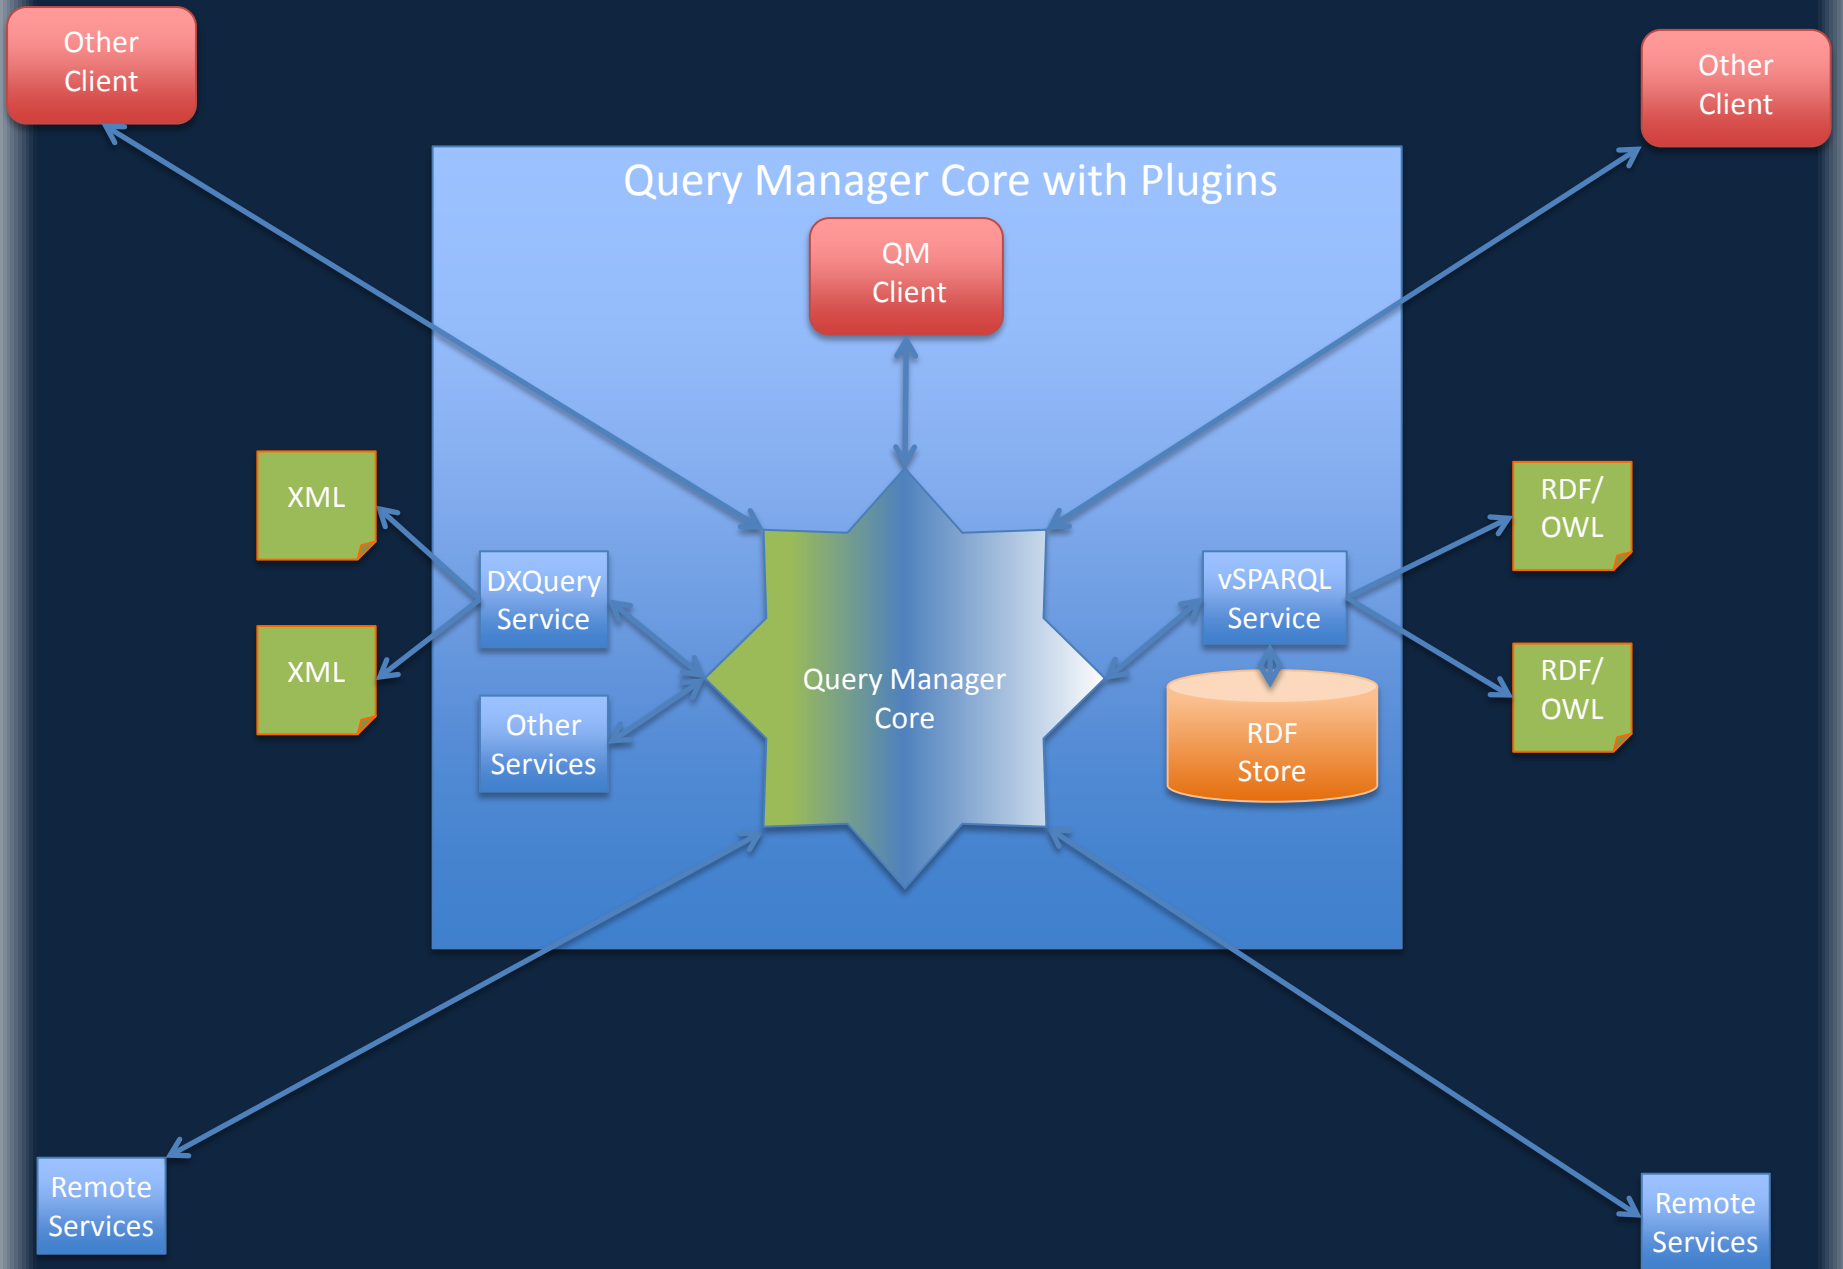 Other
Client
Other
Client
Query Manager Core with Plugins
QM
Client
XML
RDF/
OWL
DXQuery
Service
vSPARQL
Service
XML
RDF/
OWL
Query Manager
Core
Other
Services
RDF
Store
Remote
Services
Remote
Services